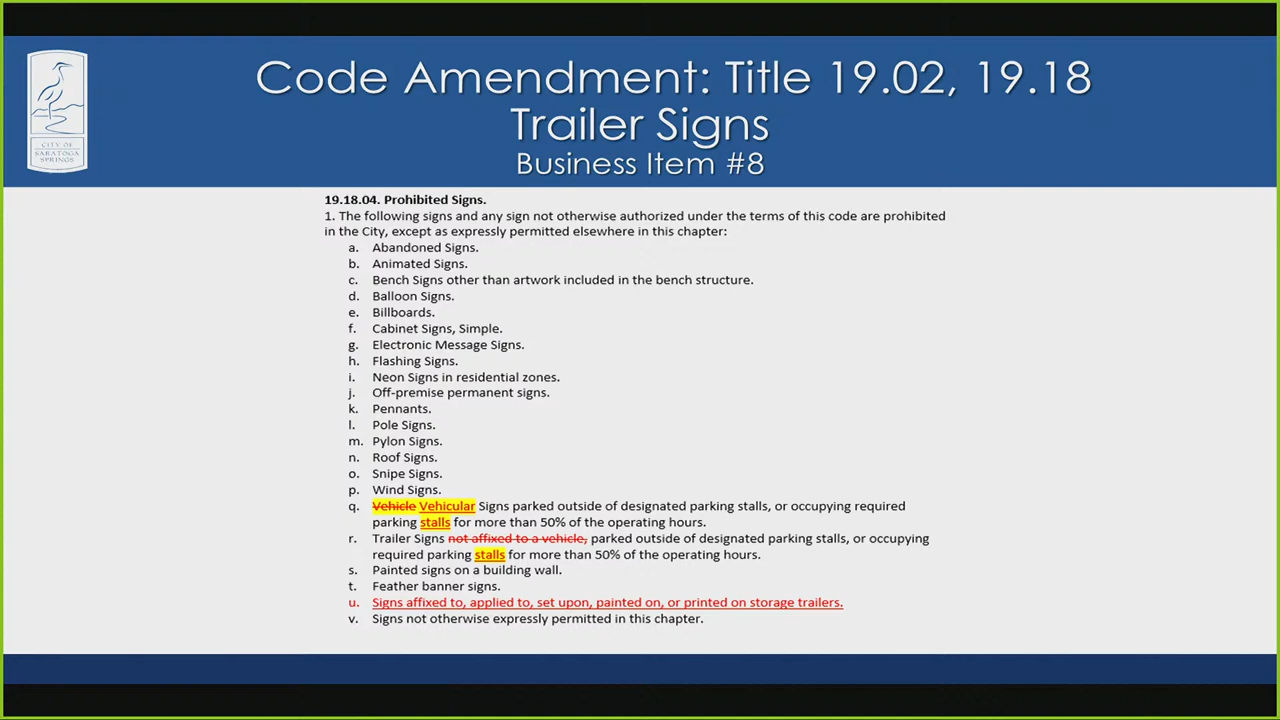 CITY OF
SARATOGA
SPRINGS
Code Amendment: Title 19.02, 19.18
Trailer Signs
Business Item #8
19.18.04. Prohibited Signs.
1. The following signs and any sign not otherwise authorized under the terms of this code are prohibited
in the City, except as expressly permitted elsewhere in this chapter:
a. Abandoned Signs.
b. Animated Signs.
c. Bench Signs other than artwork included in the bench structure.
d. Balloon Signs.
e. Billboards.
f. Cabinet Signs, Simple.
g. Electronic Message Signs.
h. Flashing Signs.
i. Neon Signs in residential zones.
j. Off-premise permanent signs.
k. Pennants.
l. Pole Signs.
m. Pylon Signs.
n. Roof Signs.
o. Snipe Signs.
p. Wind Signs.
q. Vehicle Vehicular Signs parked outside of designated parking stalls, or occupying required
parking stalls for more than 50% of the operating hours.
r. Trailer Signs not affixed to a vehicle, parked outside of designated parking stalls, or occupying
required parking stalls for more than 50% of the operating hours.
s. Painted signs on a building wall.
t. Feather banner signs.
u. Signs affixed to, applied to, set upon, painted on, or printed on storage trailers.
v. Signs not otherwise expressly permitted in this chapter.